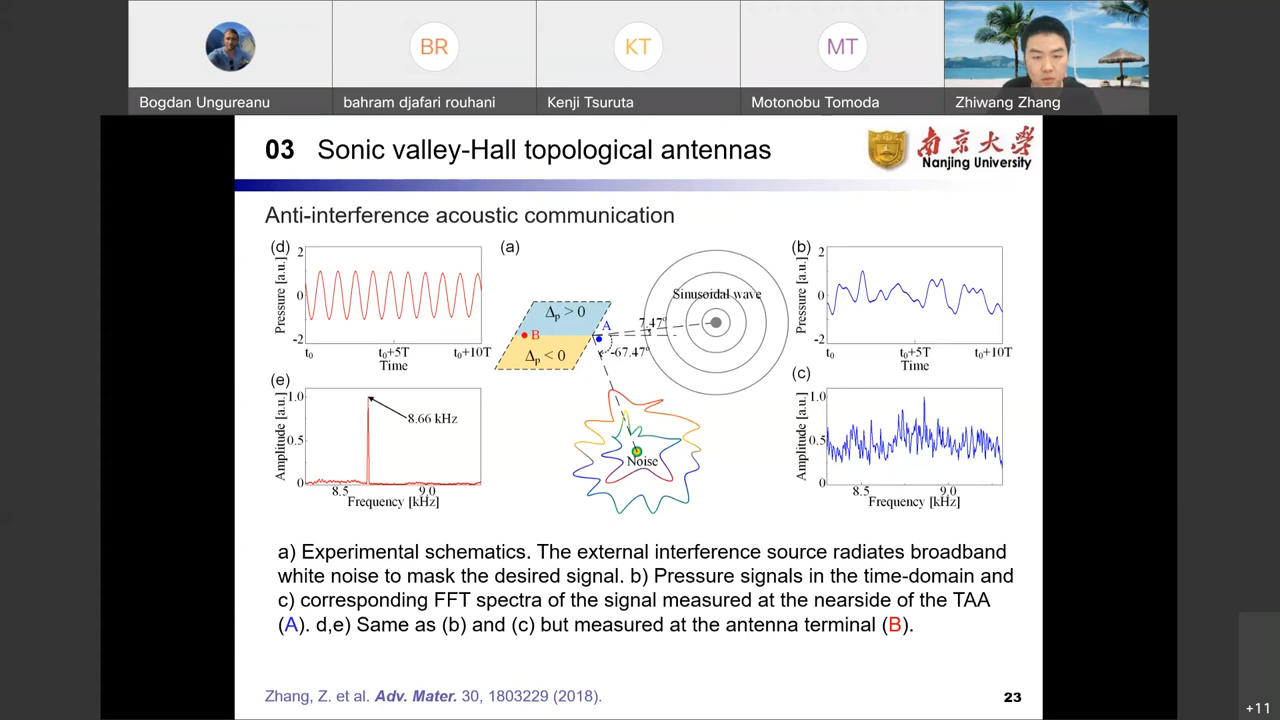 BR
KT
MT
Bogdan Ungureanu
bahram djafari rouhani
Kenji Tsuruta
Motonobu Tomoda
Zhiwang Zhang
03 Sonic valley-Hall topological antennas
南京大學
Nanjing University
Anti-interference acoustic communication
(d)
2
0
-2
Pressure [a.u.]
t₀
t₀+5T
t₀+10T
Time
(a)
Sinusoidal wave
Δₚ > 0
A
7.47°
B
Δₚ < 0
-67.47°
Noise
(b)
2
0
-2
Pressure [a.u.]
t₀
t₀+5T
t₀+10T
Time
(e)
1.0
0.5
0
Amplitude [a.u.]
8.66 kHz
8.5
9.0
Frequency [kHz]
(c)
1.0
0.5
0
Amplitude [a.u.]
8.5
9.0
Frequency [kHz]
a) Experimental schematics. The external interference source radiates broadband
white noise to mask the desired signal. b) Pressure signals in the time-domain and
c) corresponding FFT spectra of the signal measured at the nearside of the TAA
(A). d,e) Same as (b) and (c) but measured at the antenna terminal (B).
Zhang, Z. et al. Adv. Mater. 30, 1803229 (2018).
23
+11